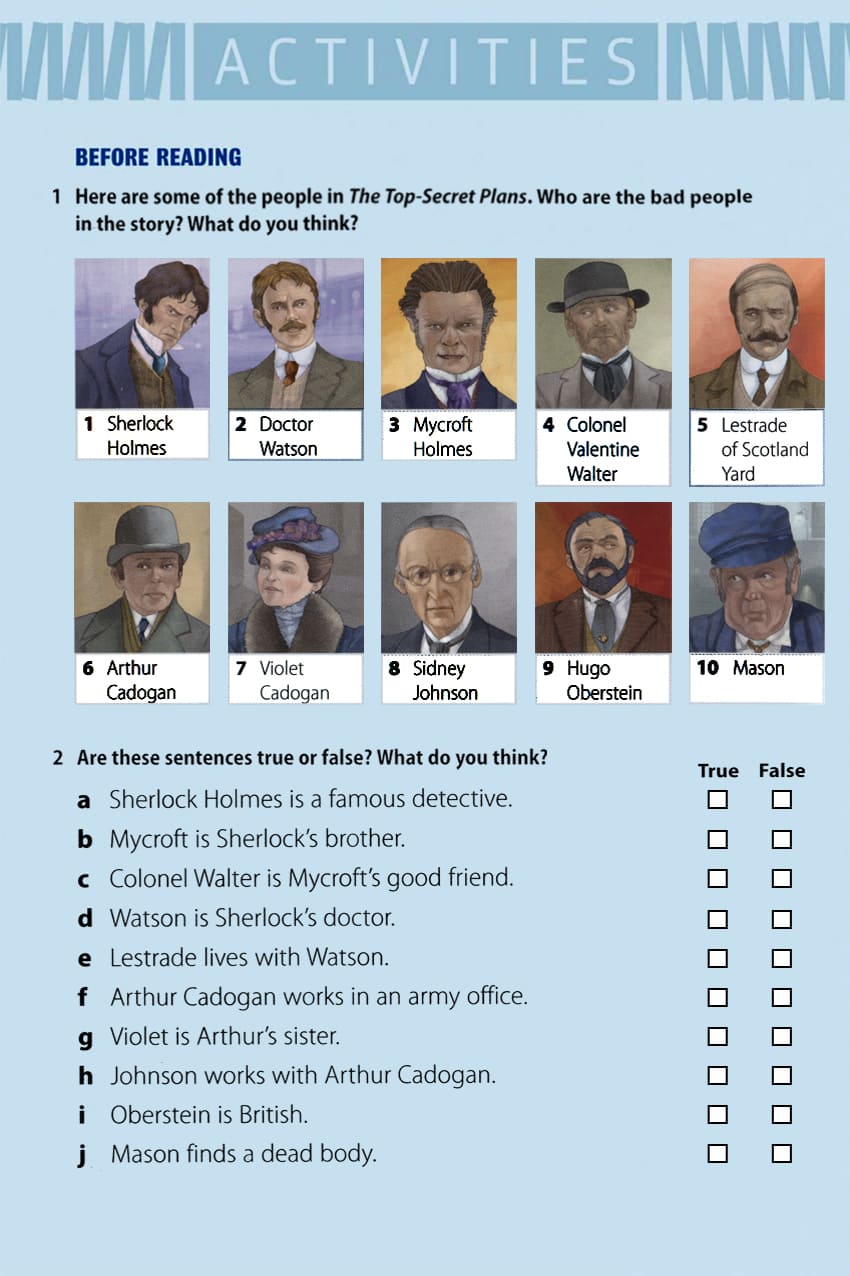 ACTIVITIES
BEFORE READING
1 Here are some of the people in The Top-Secret Plans. Who are the bad people
in the story? What do you think?
1 Sherlock
Holmes
2 Doctor
Watson
3 Mycroft
Holmes
4 Colonel
Valentine
Walter
5 Lestrade
of Scotland
Yard
6 Arthur
Cadogan
7 Violet
Cadogan
8 Sidney
Johnson
9 Hugo
Oberstein
10 Mason
2 Are these sentences true or false? What do you think?
True False
a Sherlock Holmes is a famous detective.
b Mycroft is Sherlock's brother.
c Colonel Walter is Mycroft's good friend.
d Watson is Sherlock's doctor.
e Lestrade lives with Watson.
f Arthur Cadogan works in an army office.
g Violet is Arthur's sister.
h Johnson works with Arthur Cadogan.
i Oberstein is British.
j Mason finds a dead body.